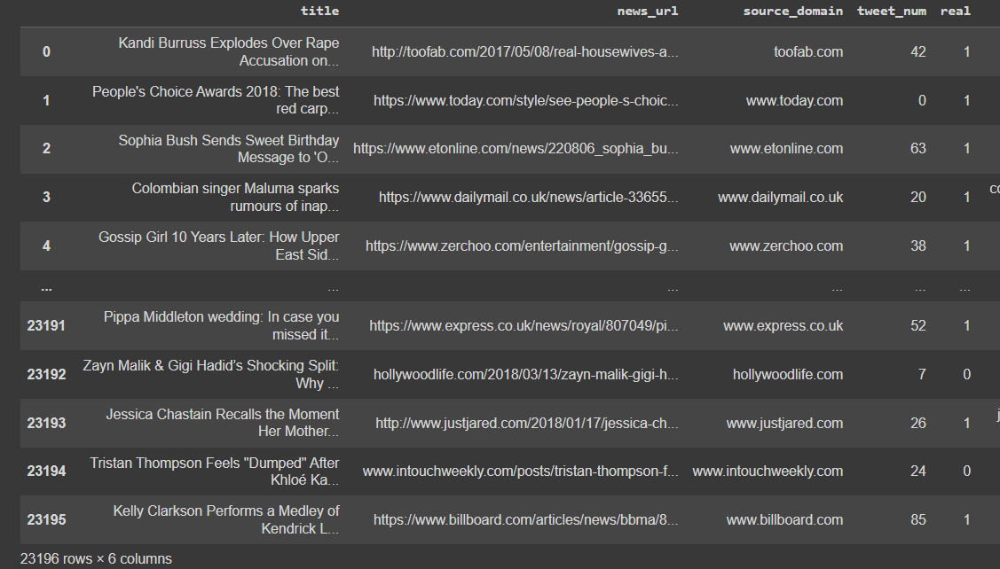 title news_url source_domain tweet_num real
0 Kandi Burruss Explodes Over Rape Accusation on... http://toofab.com/2017/05/08/real-housewives-a... toofab.com 42 1
1 People's Choice Awards 2018: The best red carp... https://www.today.com/style/see-people-s-choic... www.today.com 0 1
2 Sophia Bush Sends Sweet Birthday Message to 'O... https://www.etonline.com/news/220806_sophia_bu... www.etonline.com 63 1
3 Colombian singer Maluma sparks rumours of inap... https://www.dailymail.co.uk/news/article-33655... www.dailymail.co.uk 20 1
4 Gossip Girl 10 Years Later: How Upper East Sid... https://www.zerchoo.com/entertainment/gossip-g... www.zerchoo.com 38 1
... ... ... ... ... ...
23191 Pippa Middleton wedding: In case you missed it... https://www.express.co.uk/news/royal/807049/pi... www.express.co.uk 52 1
23192 Zayn Malik & Gigi Hadid's Shocking Split: Why ... hollywoodlife.com/2018/03/13/zayn-malik-gigi-h... hollywoodlife.com 7 0
23193 Jessica Chastain Recalls the Moment Her Mother... http://www.justjared.com/2018/01/17/jessica-ch... www.justjared.com 26 1
23194 Tristan Thompson Feels "Dumped" After Khloé Ka... www.intouchweekly.com/posts/tristan-thompson-f... www.intouchweekly.com 24 0
23195 Kelly Clarkson Performs a Medley of Kendrick L... https://www.billboard.com/articles/news/bbma/8... www.billboard.com 85 1
23196 rows × 6 columns